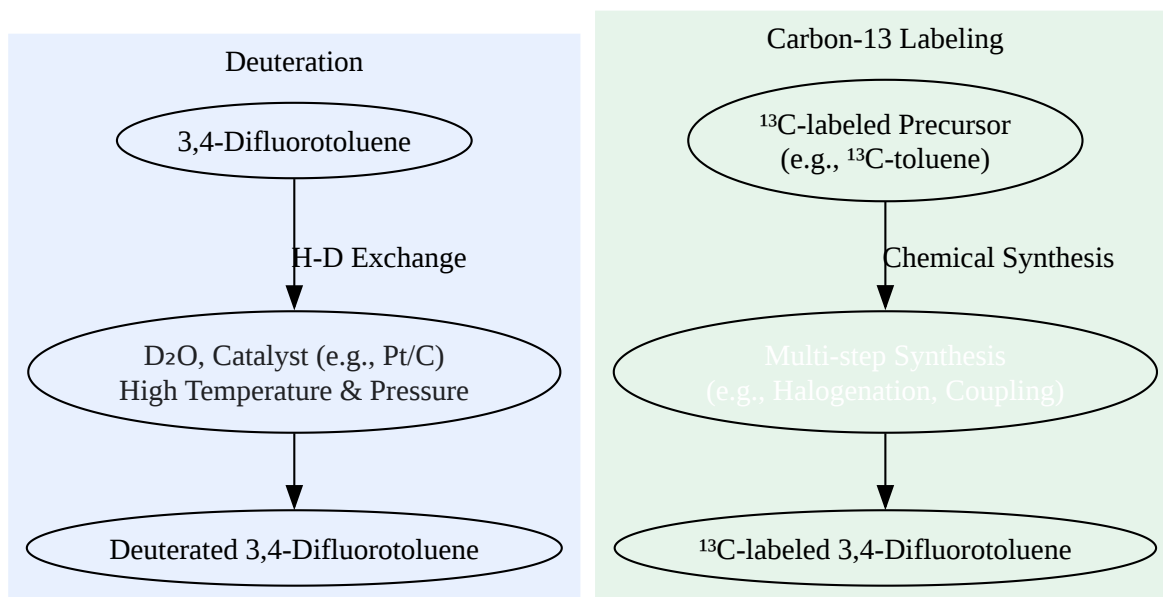 Deuteration
3,4-Difluorotoluene
H-D Exchange
D₂O, Catalyst (e.g., Pt/C)
High Temperature & Pressure
Deuterated 3,4-Difluorotoluene
Carbon-13 Labeling
¹³C-labeled Precursor
(e.g., ¹³C-toluene)
Chemical Synthesis
Multi-step Synthesis
(e.g., Halogenation, Coupling)
¹³C-labeled 3,4-Difluorotoluene